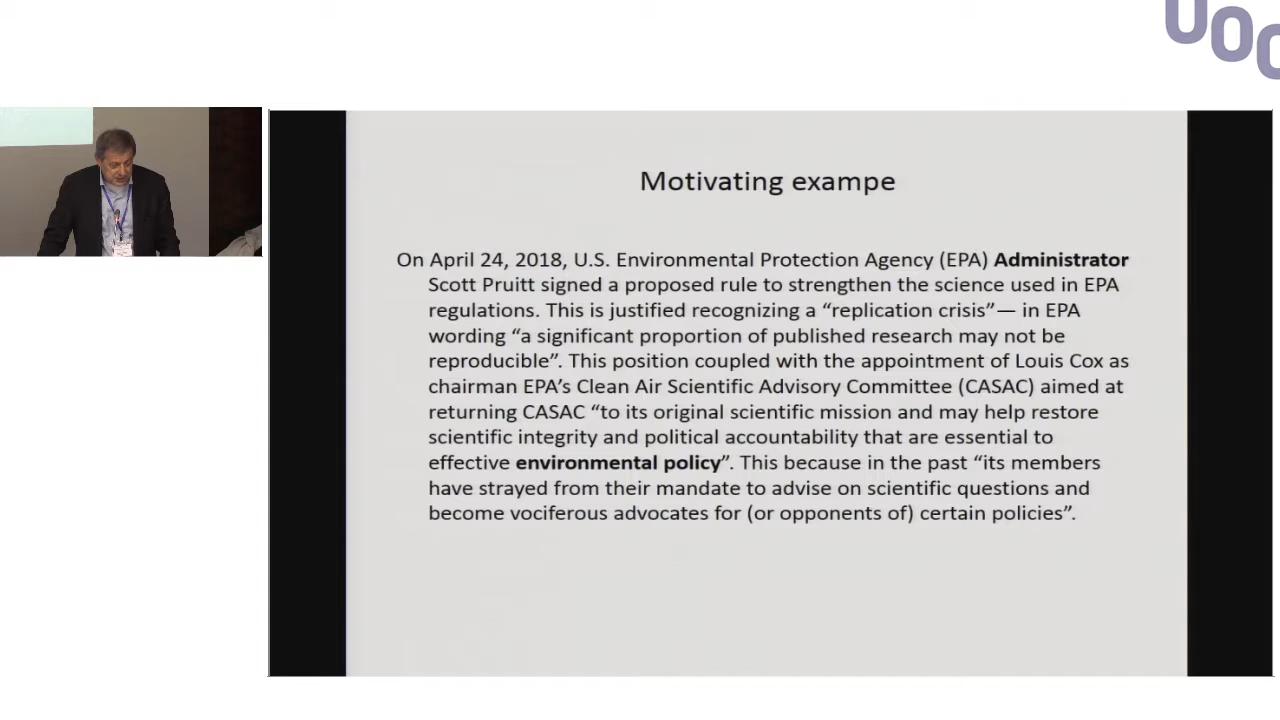 UOC
Motivating exampe
On April 24, 2018, U.S. Environmental Protection Agency (EPA) Administrator
Scott Pruitt signed a proposed rule to strengthen the science used in EPA
regulations. This is justified recognizing a “replication crisis”— in EPA
wording “a significant proportion of published research may not be
reproducible”. This position coupled with the appointment of Louis Cox as
chairman EPA’s Clean Air Scientific Advisory Committee (CASAC) aimed at
returning CASAC “to its original scientific mission and may help restore
scientific integrity and political accountability that are essential to
effective environmental policy”. This because in the past “its members
have strayed from their mandate to advise on scientific questions and
become vociferous advocates for (or opponents of) certain policies”.